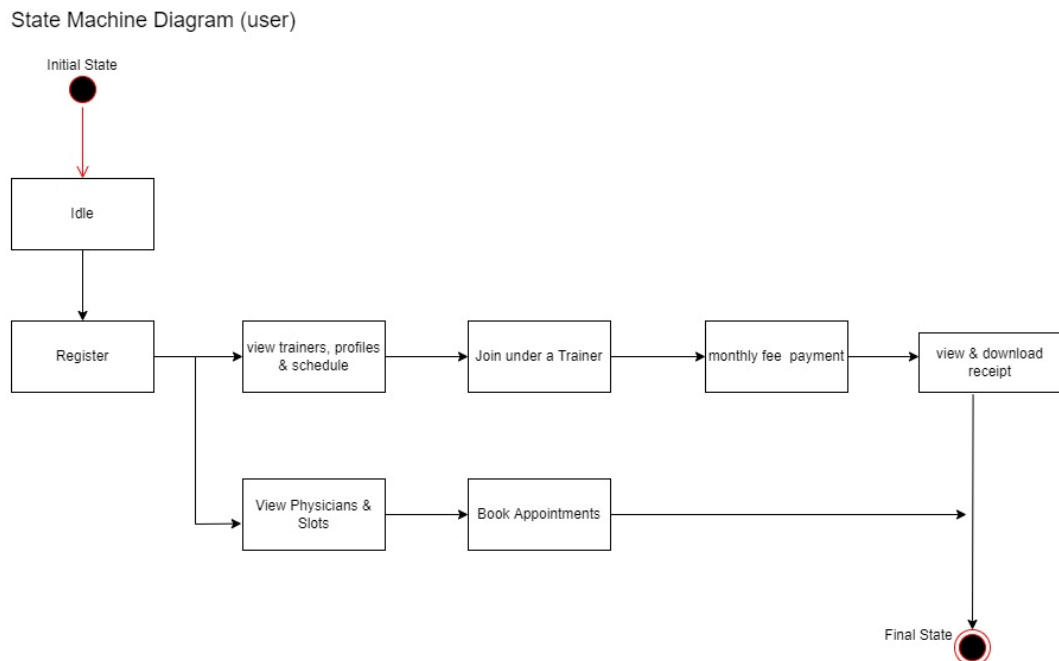 State Machine Diagram (user)
Initial State
Idle
Register
view trainers, profiles
& schedule
Join under a Trainer
monthly fee  payment
view & download
receipt
View Physicians &
Slots
Book Appointments
Final State